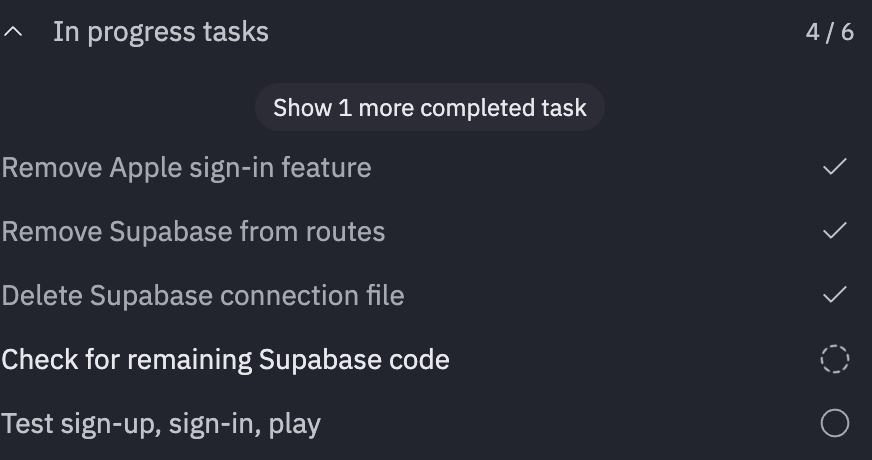 In progress tasks 4 / 6
Show 1 more completed task
Remove Apple sign-in feature
Remove Supabase from routes
Delete Supabase connection file
Check for remaining Supabase code
Test sign-up, sign-in, play